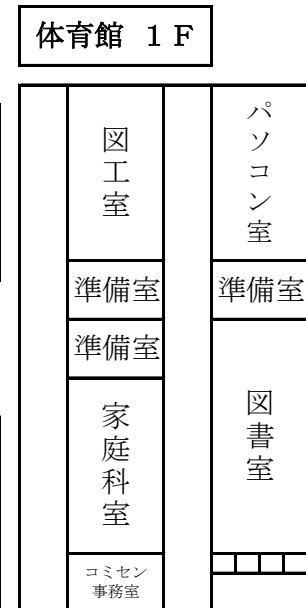 体育館 １Ｆ
図工室
準備室
準備室
家庭科室
コミセン
事務室
パソコン室
準備室
図書室